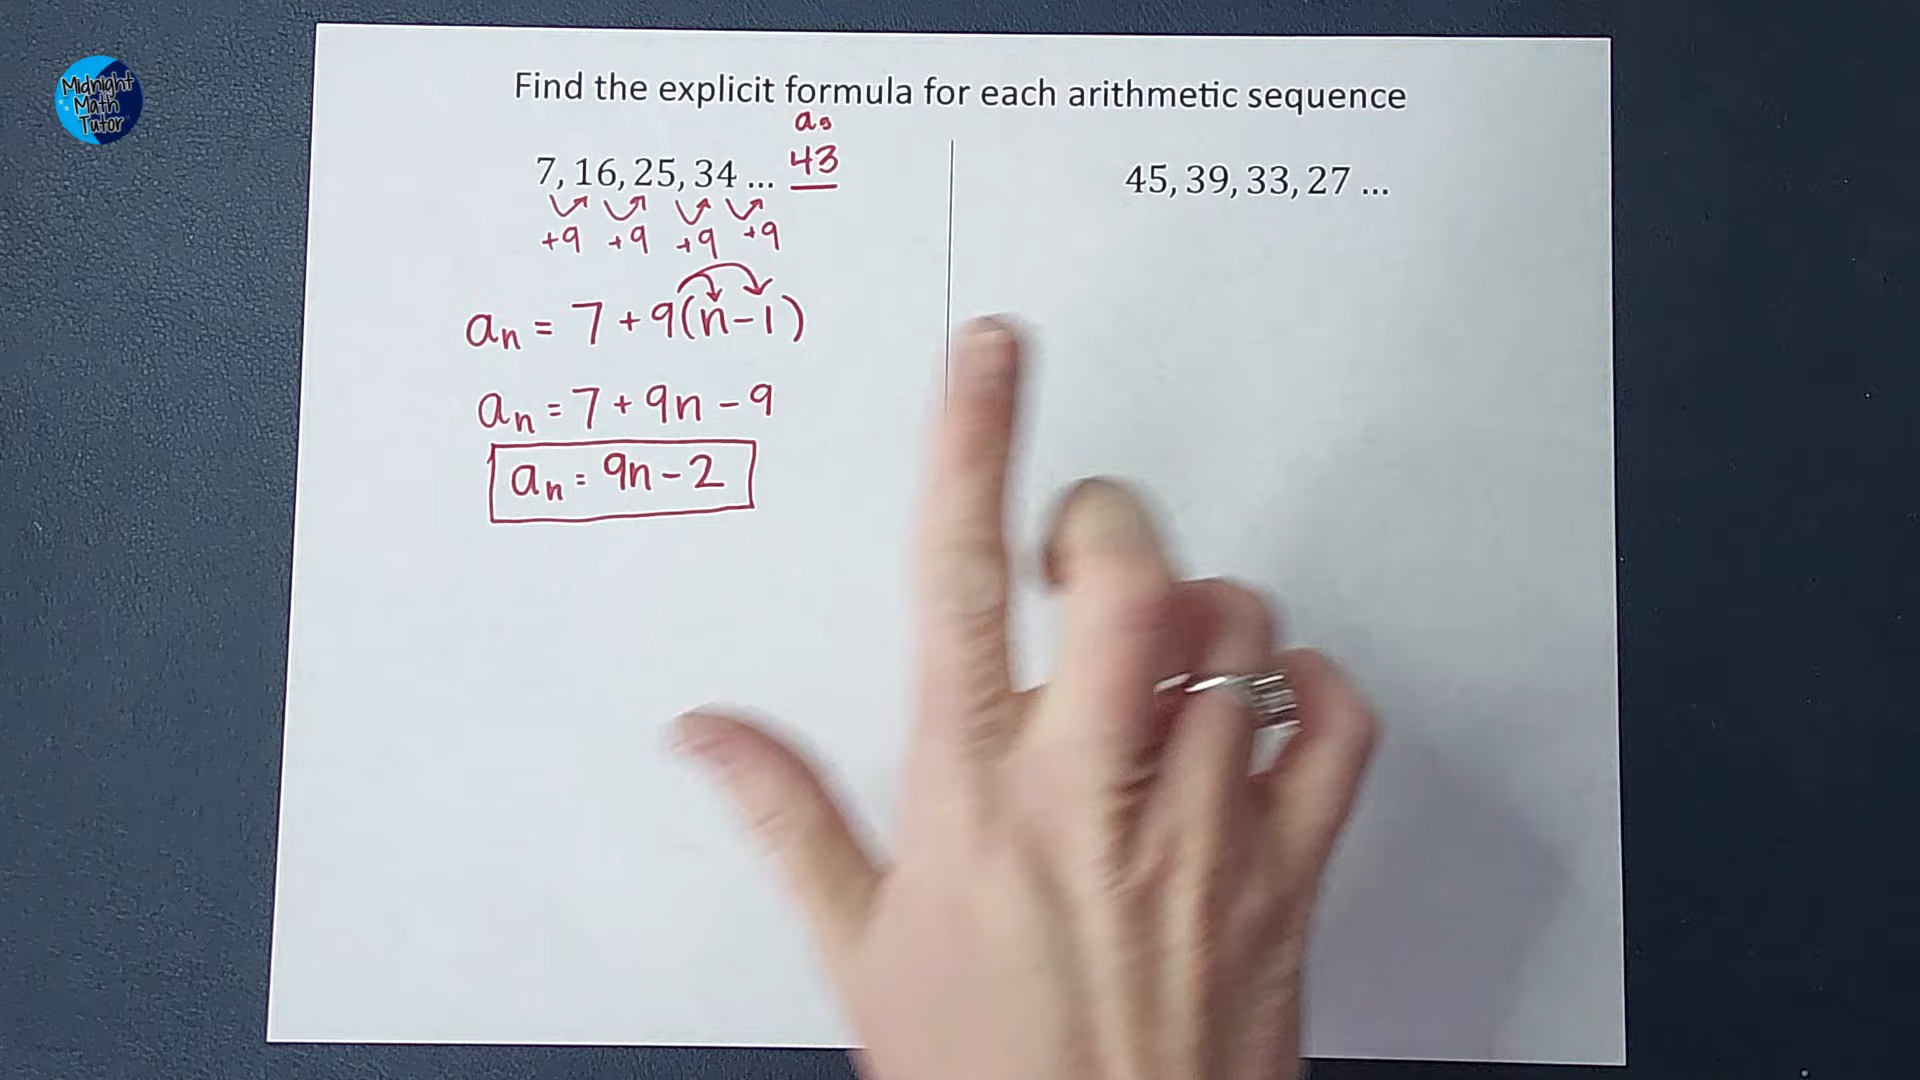 Midnight
Math
Tutor
Find the explicit formula for each arithmetic sequence
a₅
7, 16, 25, 34 ... 43
+9 +9 +9 +9
aₙ = 7 + 9(n - 1)
aₙ = 7 + 9n - 9
aₙ = 9n - 2
45, 39, 33, 27 ...